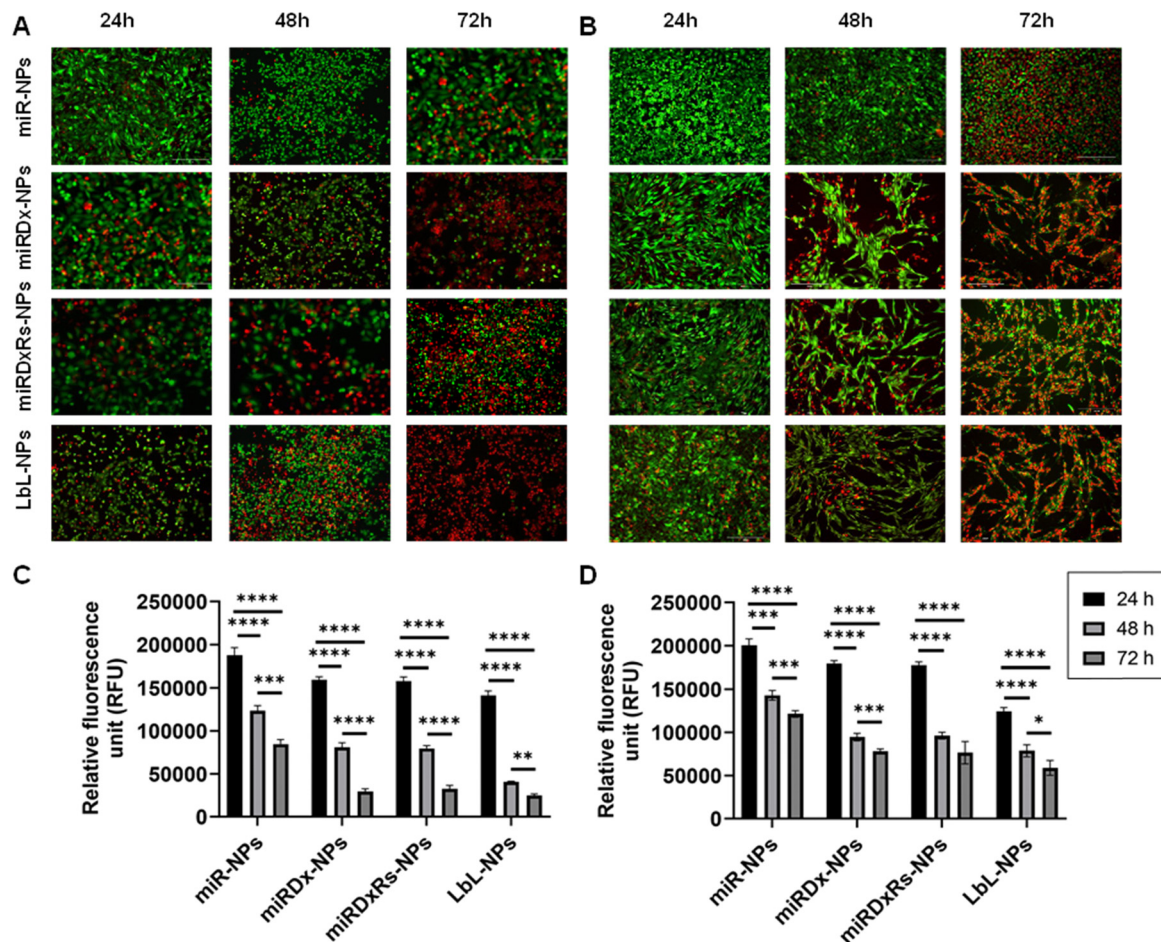 A
24h
48h
72h
B
24h
48h
72h
miR-NPs
miRDx-NPs
miRDxRs-NPs
LbL-NPs
C
Relative fluorescence
unit (RFU)
250000
200000
150000
100000
50000
0
**** **** ***
**** **** ****
**** **** ****
**** **** **
miR-NPs
miRDx-NPs
miRDxRs-NPs
LbL-NPs
D
Relative fluorescence
unit (RFU)
250000
200000
150000
100000
50000
0
**** *** ***
**** **** ***
**** ****
**** **** *
miR-NPs
miRDx-NPs
miRDxRs-NPs
LbL-NPs
24 h
48 h
72 h